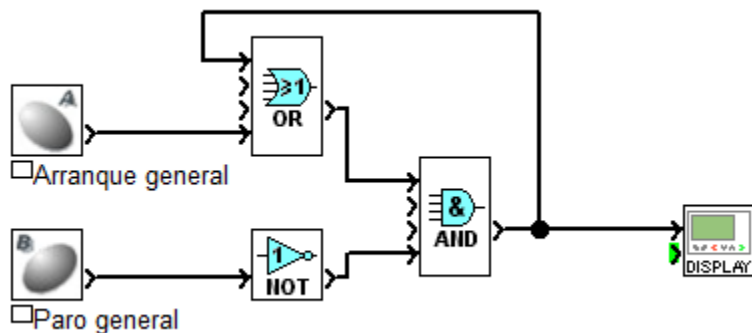 ≥1
OR
A
Arranque general
&
AND
B
1
NOT
DISPLAY
Paro general